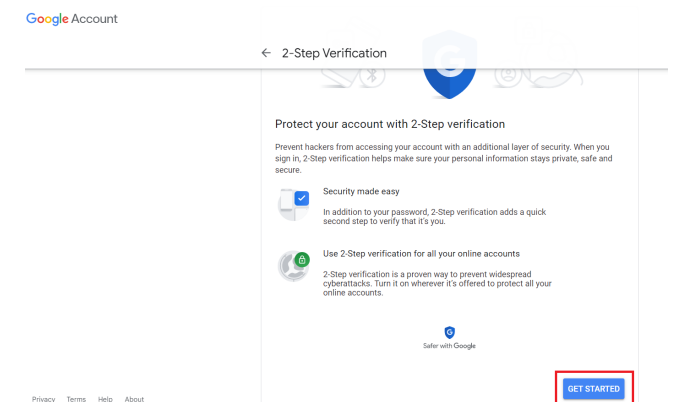 Google Account
← 2-Step Verification
Protect your account with 2-Step verification
Prevent hackers from accessing your account with an additional layer of security. When you
sign in, 2-Step verification helps make sure your personal information stays private, safe and
secure.
Security made easy
In addition to your password, 2-Step verification adds a quick
second step to verify that it's you.
Use 2-Step verification for all your online accounts
2-Step verification is a proven way to prevent widespread
cyberattacks. Turn it on wherever it's offered to protect all your
online accounts.
G
Safer with Google
GET STARTED
Privacy Terms Help About